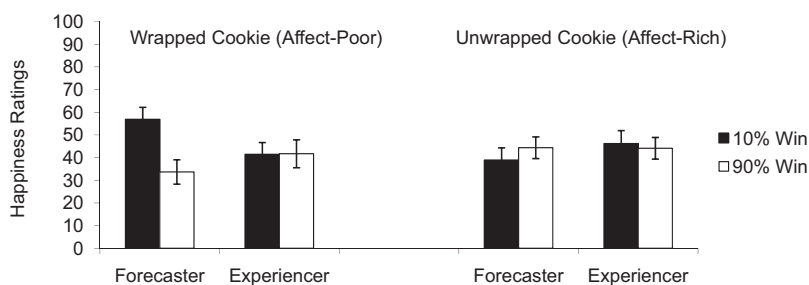 100
90
80
70
60
50
40
30
20
10
0
Happiness Ratings
Wrapped Cookie (Affect-Poor)
Unwrapped Cookie (Affect-Rich)
10% Win
90% Win
Forecaster Experiencer Forecaster Experiencer